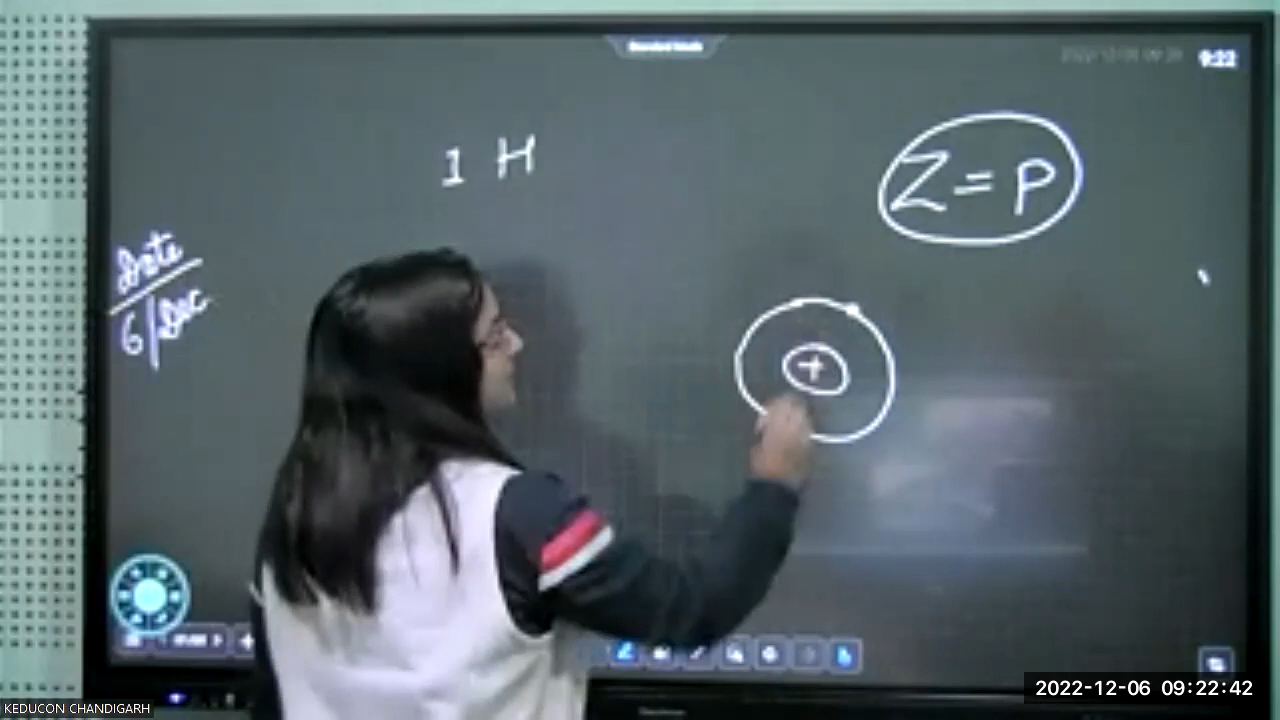 9:22
1 H
Z = P
Date
6/Dec
+
2022-12-06 09:22:42
KEDUCON CHANDIGARH